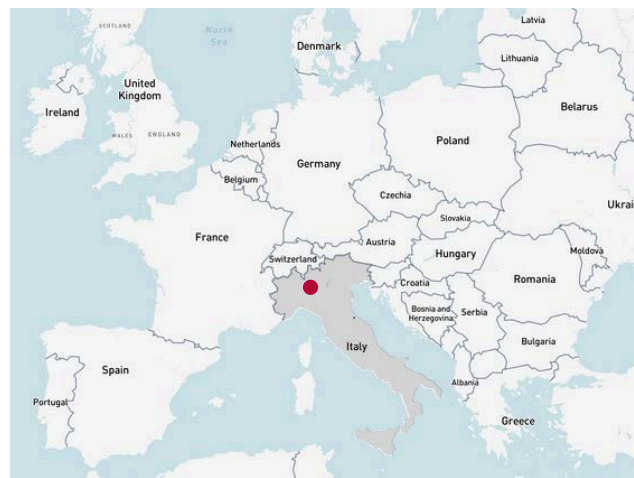 SCOTLAND
North
Sea
Latvia
Denmark
Lithuania
United
Kingdom
Ireland
Belarus
WALES
ENGLAND
Netherlands
Poland
Germany
Belgium
Czechia
Ukrai
Slovakia
France
Austria
Moldova
Switzerland
Hungary
Romania
Croatia
Bosnia and
Herzegovina
Serbia
Bulgaria
Italy
Spain
Albania
Portugal
Greece